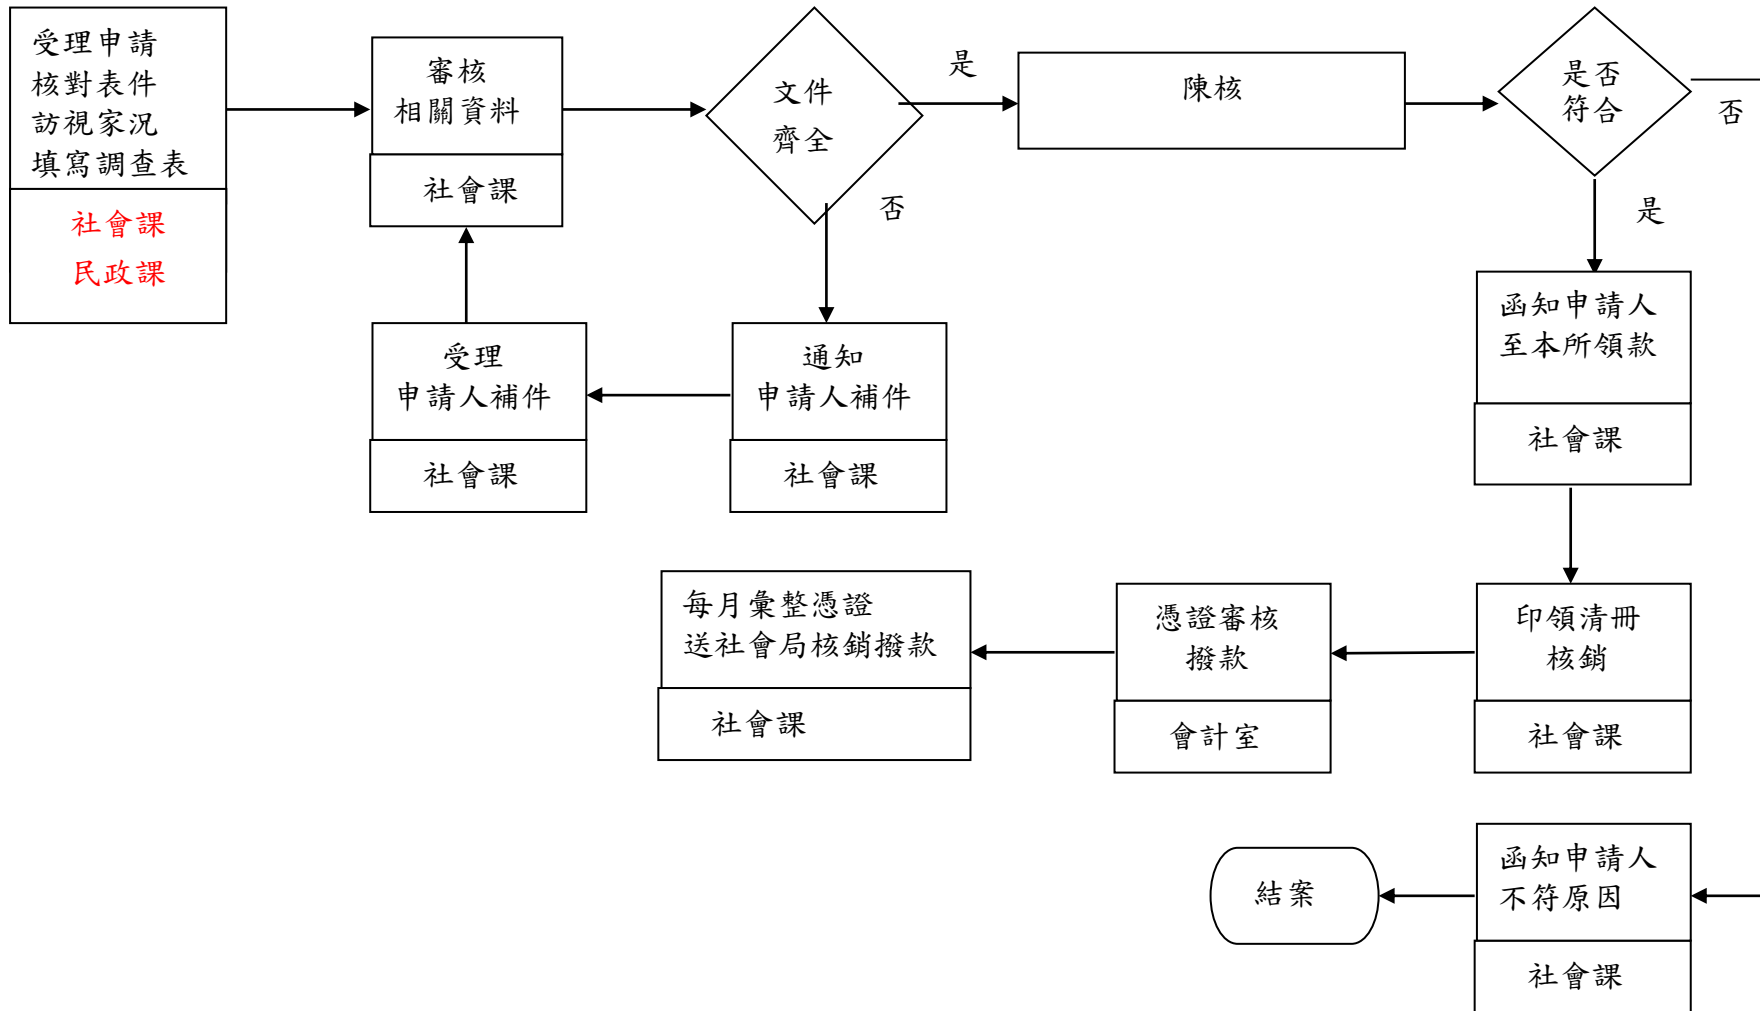 受理申請
核對表件
訪視家況
填寫調查表
社會課
民政課
審核
相關資料
社會課
文件
齊全
是
否
陳核
是否
符合
否
是
受理
申請人補件
社會課
通知
申請人補件
社會課
函知申請人
至本所領款
社會課
印領清冊
核銷
社會課
憑證審核
撥款
會計室
每月彙整憑證
送社會局核銷撥款
社會課
函知申請人
不符原因
社會課
結案